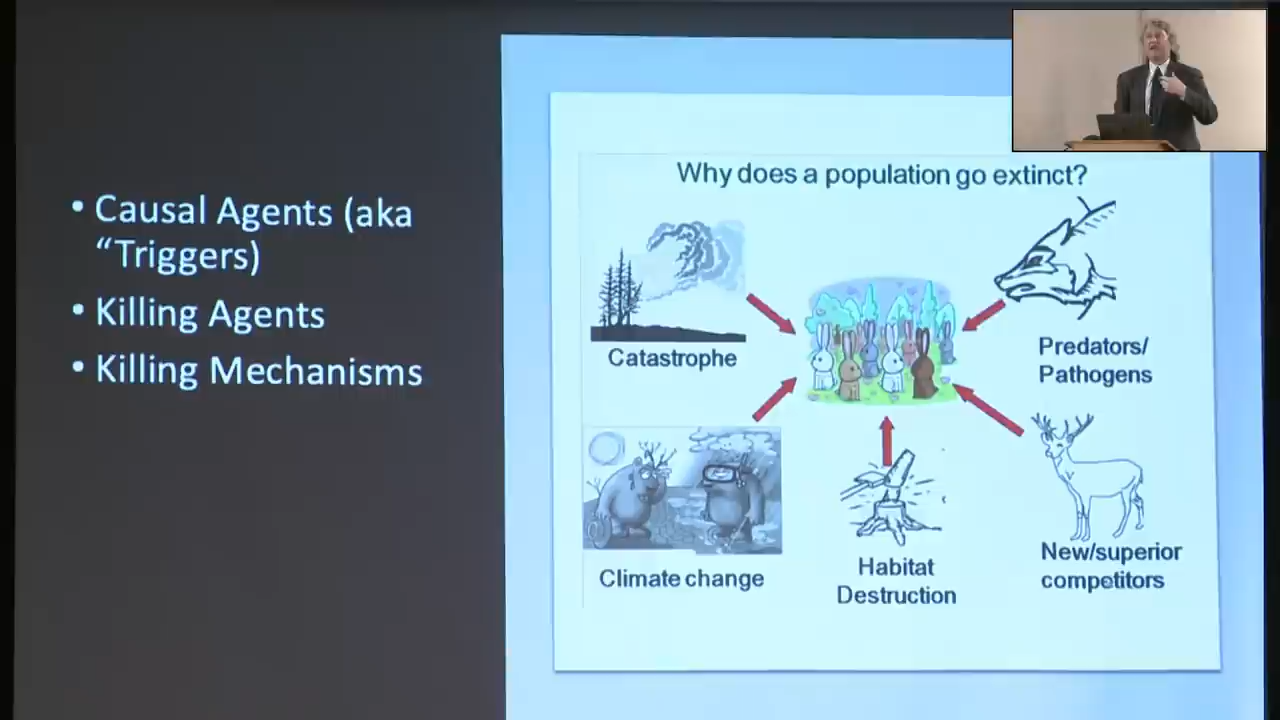 • Causal Agents (aka
“Triggers)
• Killing Agents
• Killing Mechanisms
Why does a population go extinct?
Catastrophe
Predators/
Pathogens
Climate change
Habitat
Destruction
New/superior
competitors